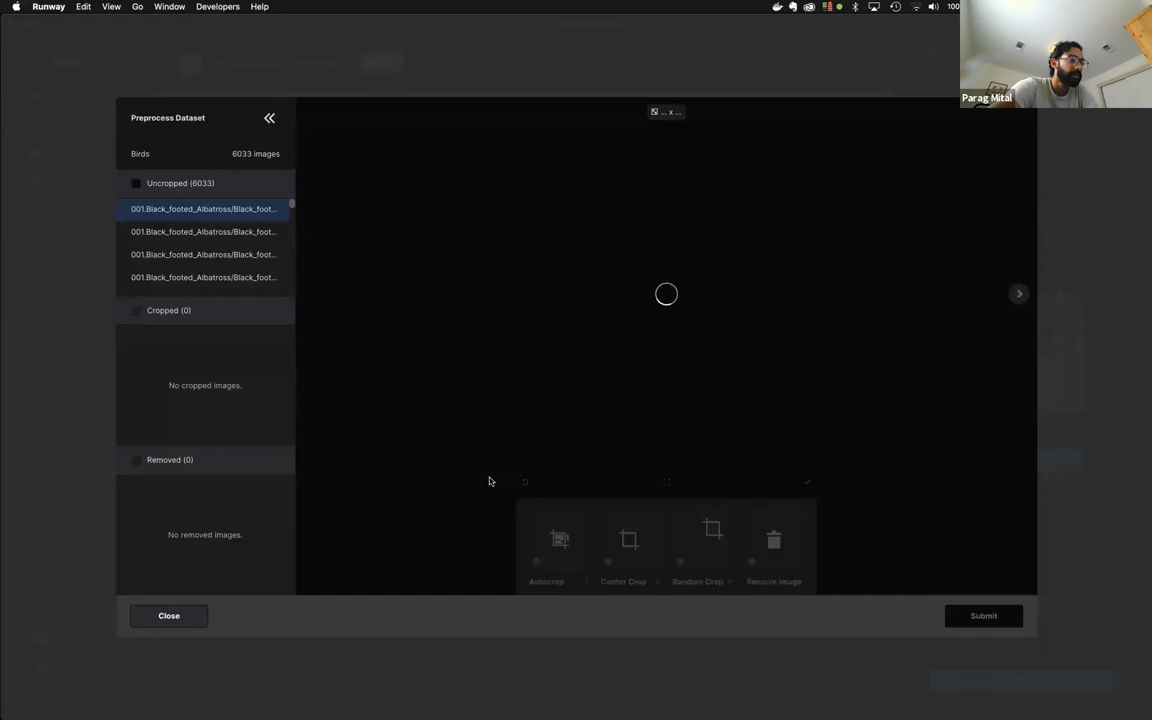 Runway Edit View Go Window Developers Help
100
Parag Mital
Preprocess Dataset
... x ...
Birds 6033 images
Uncropped (6033)
001.Black_footed_Albatross/Black_foot...
001.Black_footed_Albatross/Black_foot...
001.Black_footed_Albatross/Black_foot...
001.Black_footed_Albatross/Black_foot...
Cropped (0)
No cropped images.
Removed (0)
No removed images.
Autocrop Center Crop Random Crop Remove Image
Close Submit